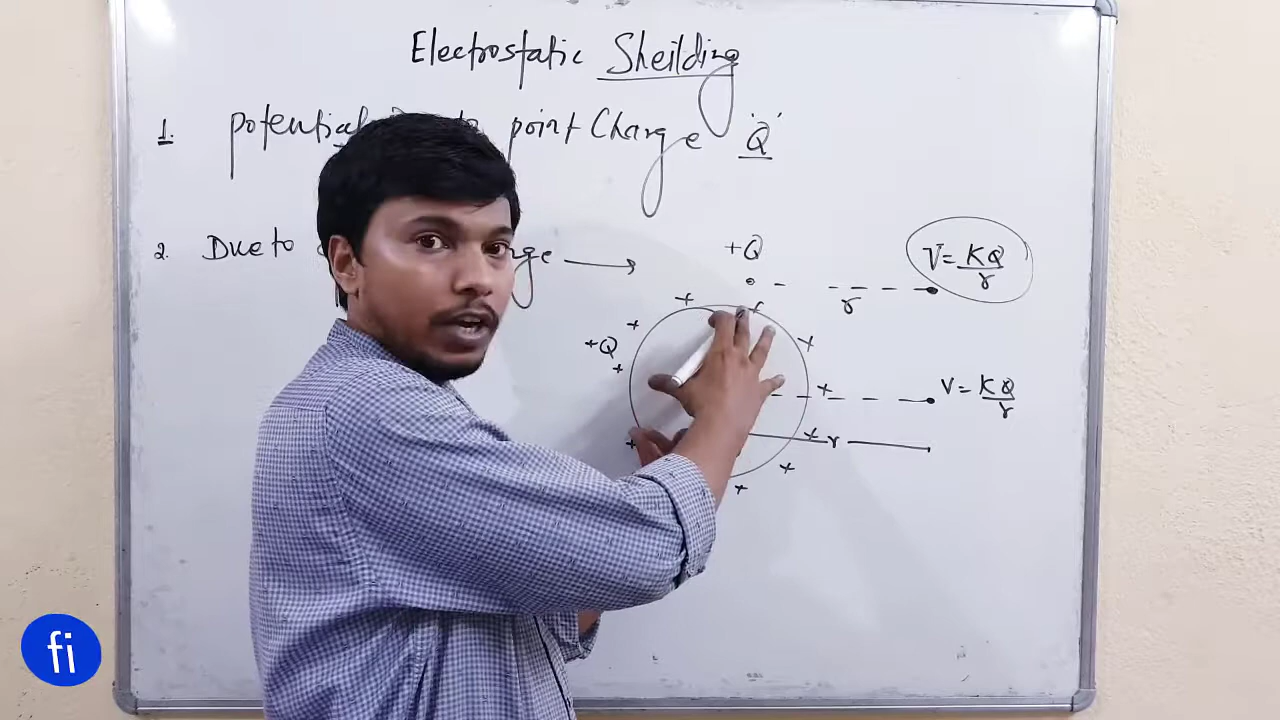 Electrostatic Sheilding
1. potential point Charge 'Q'
2. Due to
+Q
r
V = KQ/r
+Q
V = KQ/r
r
fi